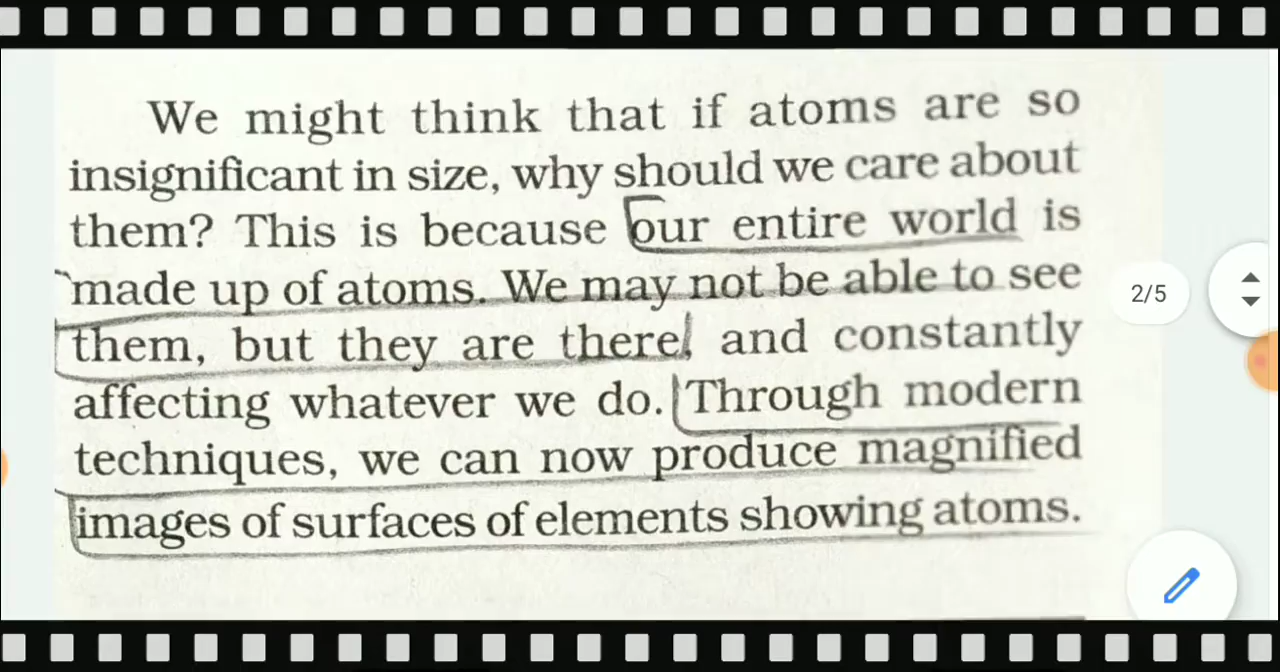 We might think that if atoms are so
insignificant in size, why should we care about
them? This is because our entire world is
made up of atoms. We may not be able to see
them, but they are there, and constantly
affecting whatever we do. Through modern
techniques, we can now produce magnified
images of surfaces of elements showing atoms.
2/5